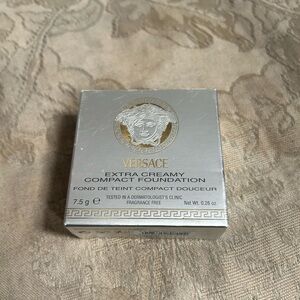 VERSACE
EXTRA CREAMY
COMPACT FOUNDATION
FOND DE TEINT COMPACT DOUCEUR
TESTED IN A DERMATOLOGIST'S CLINIC
7.5 g ℮ FRAGRANCE FREE Net Wt. 0.26 oz